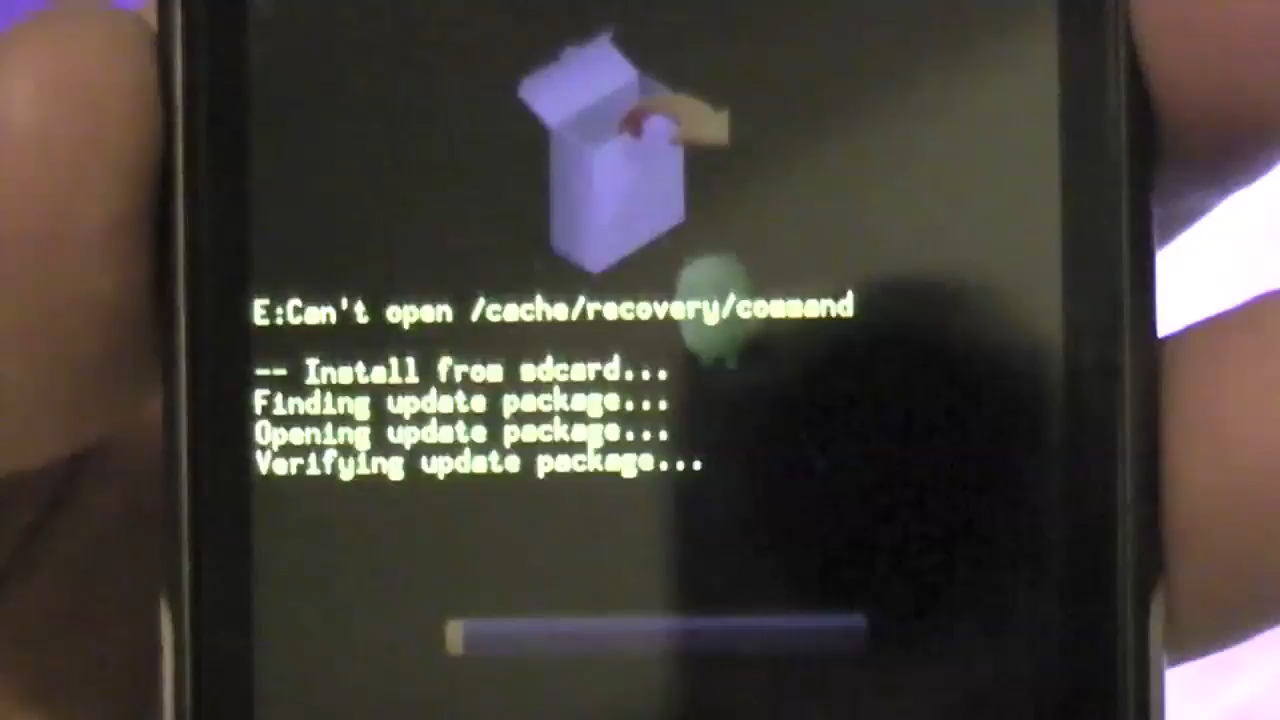 E:Can't open /cache/recovery/command
-- Install from sdcard...
Finding update package...
Opening update package...
Verifying update package...